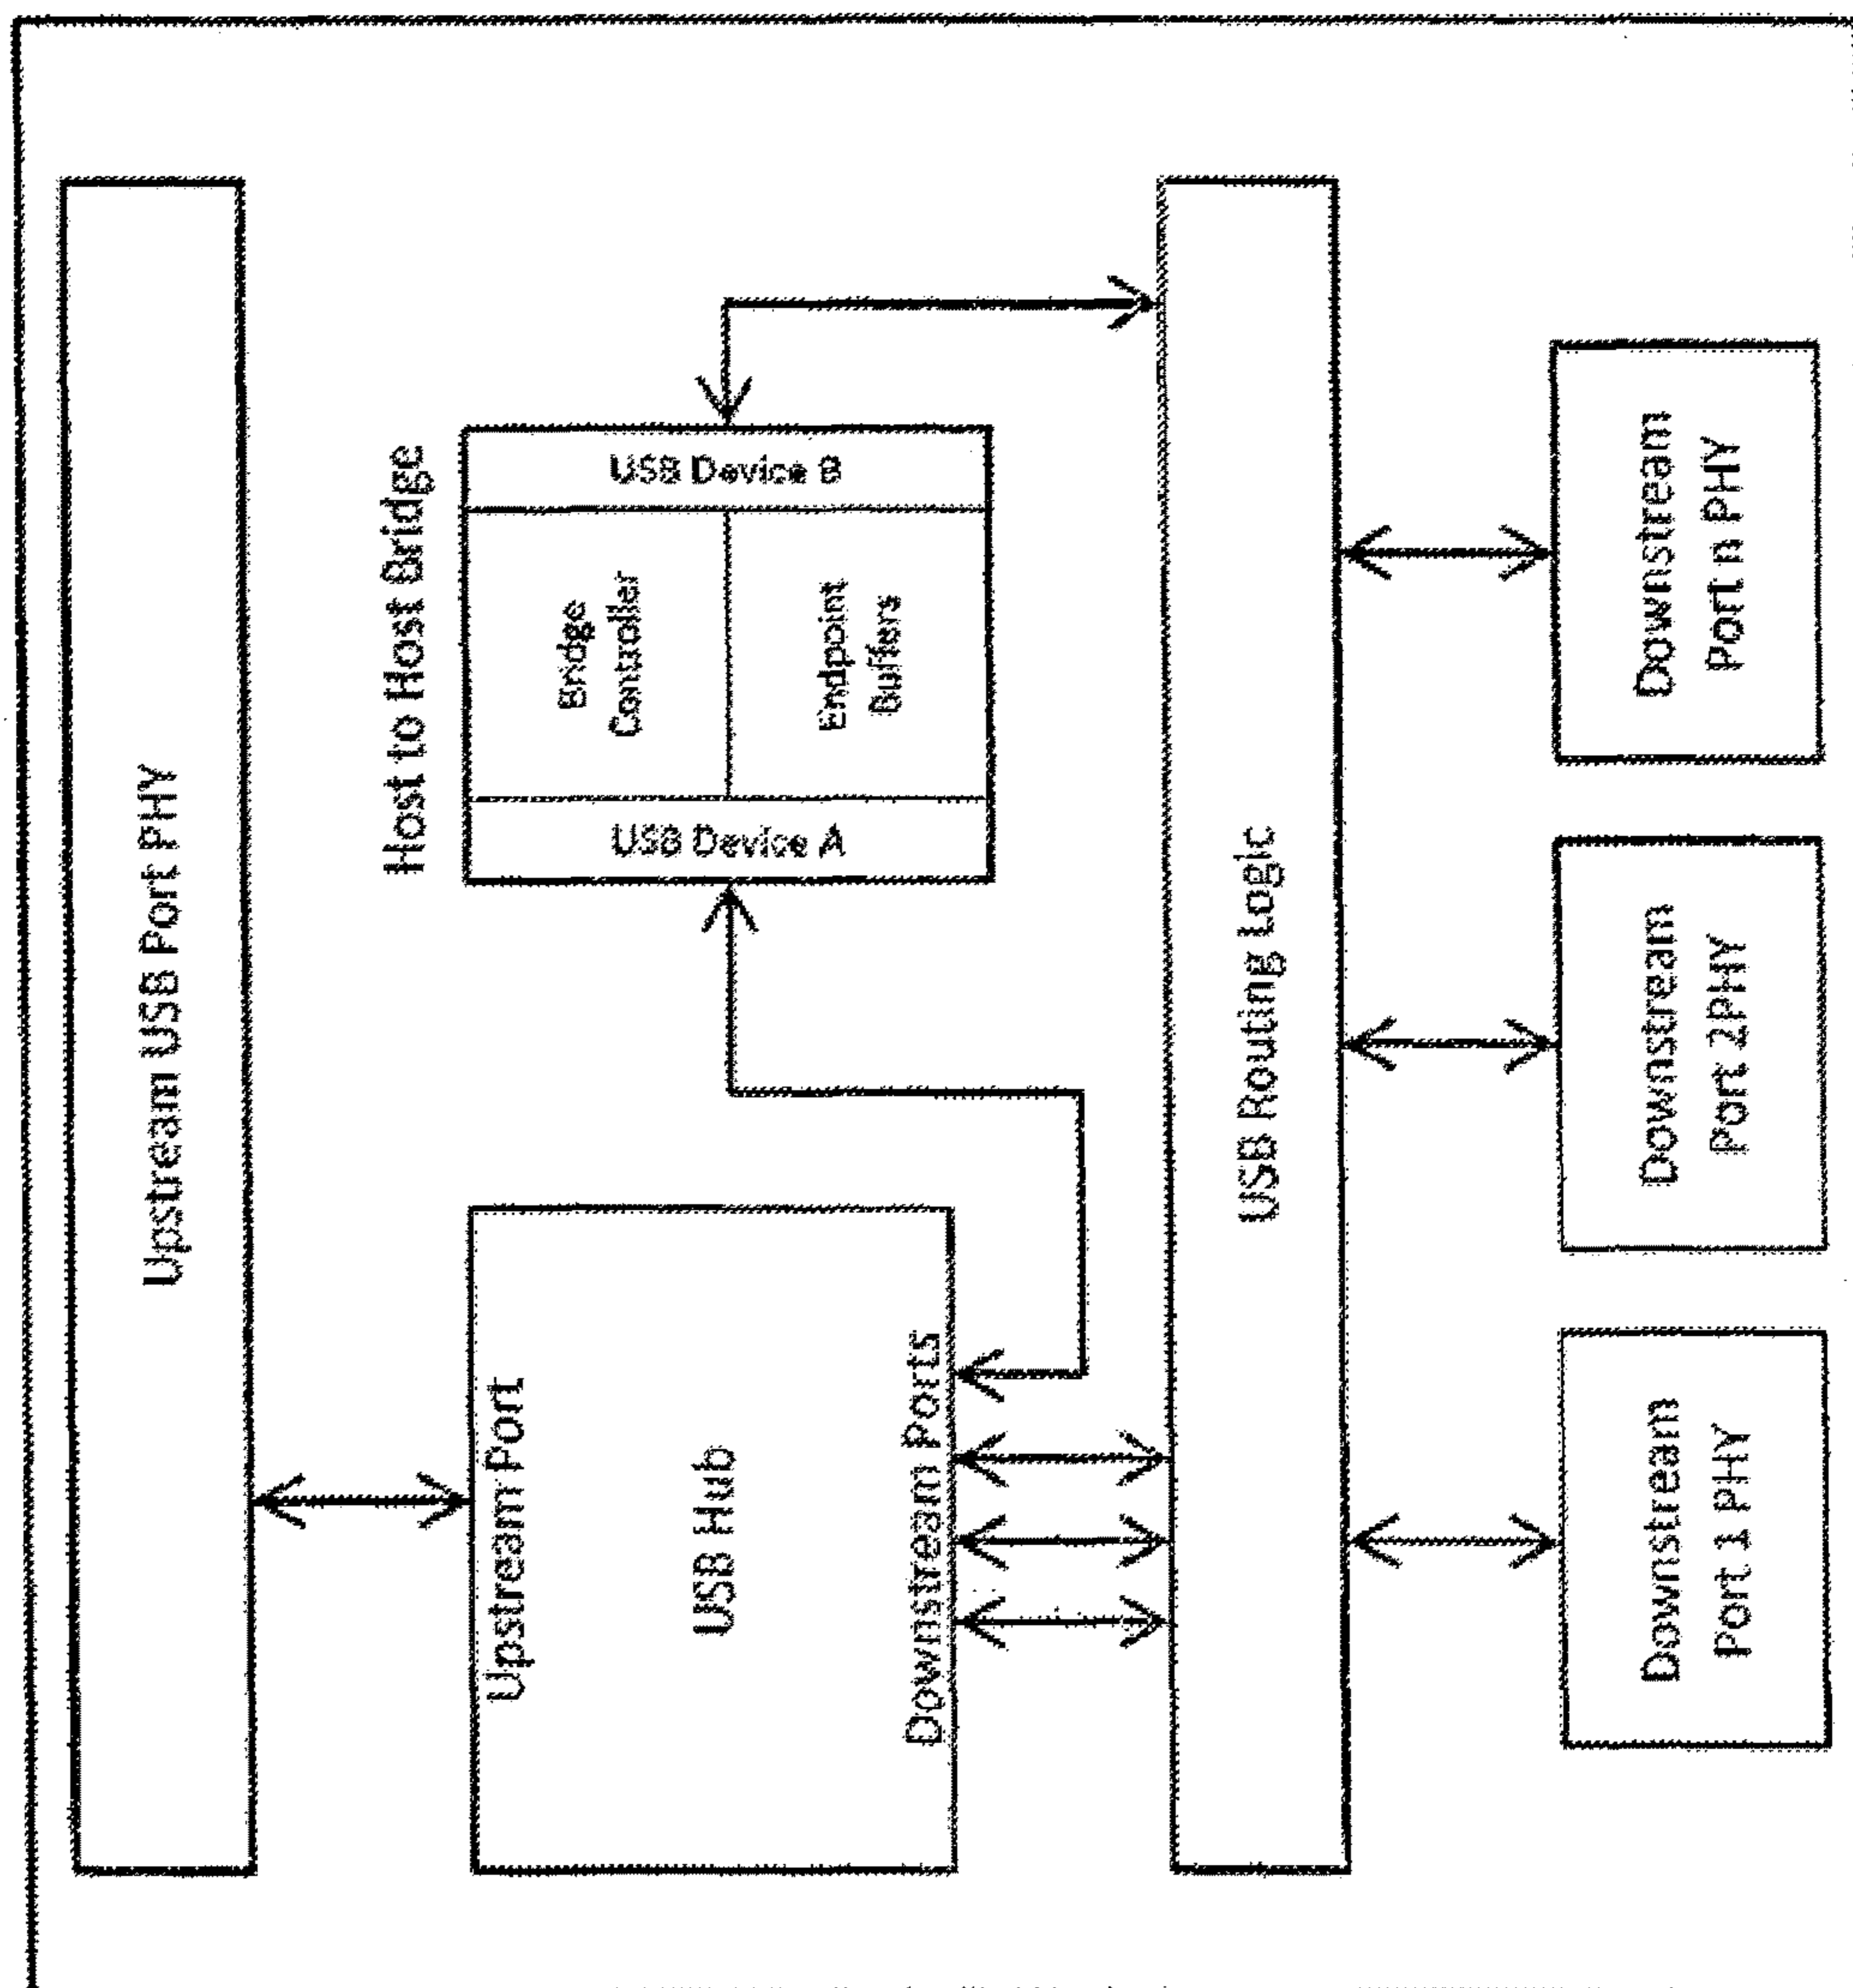 Upstream USB Port PHY
Upstream Port
USB Hub
Downstream Ports
Host to Host Bridge
USB Device A
Bridge
Controller
Endpoint
Buffers
USB Device B
USB Routing Logic
Downstream
Port 1 PHY
Downstream
Port 2PHY
Downstream
Port n PHY